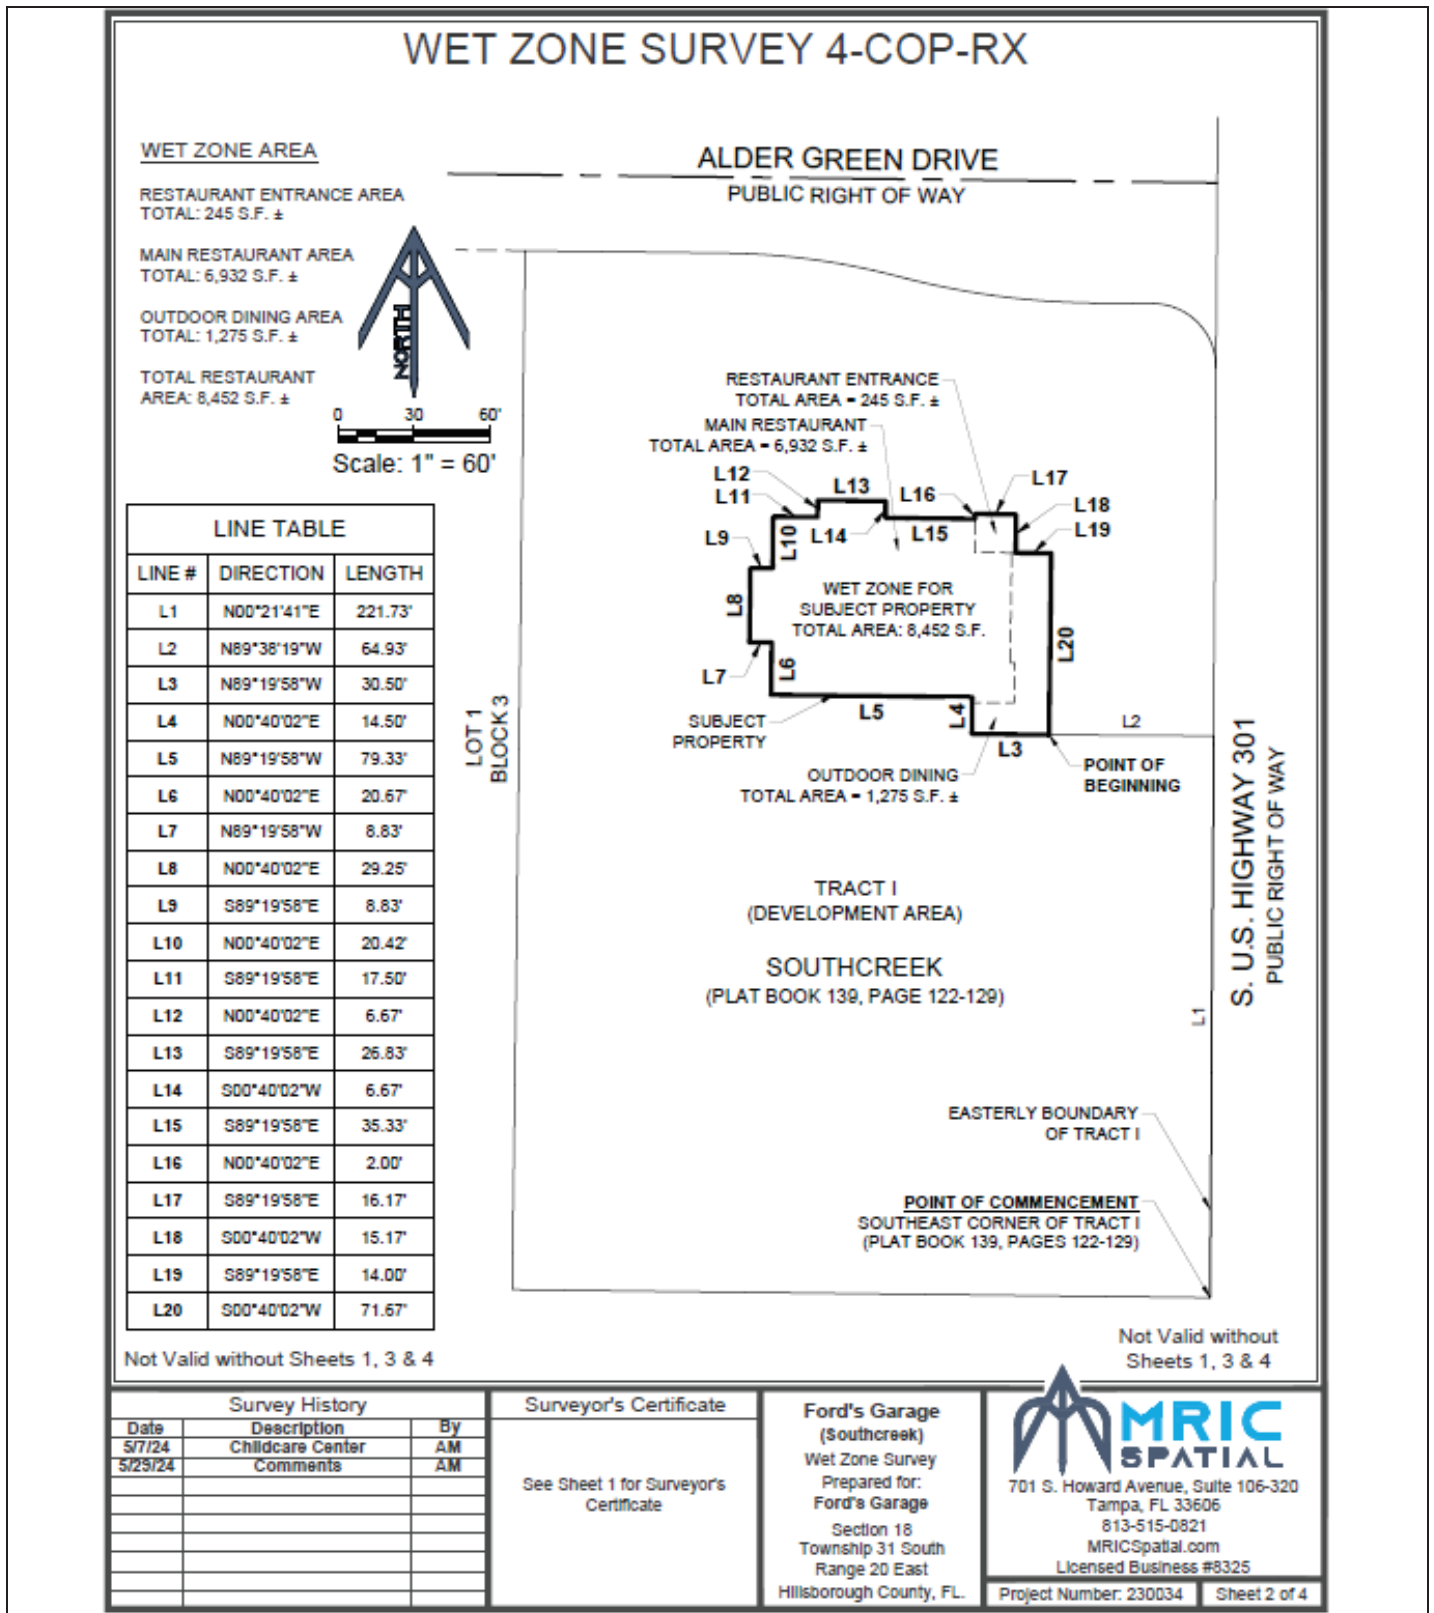 WET ZONE SURVEY 4-COP-RX
WET ZONE AREA
RESTAURANT ENTRANCE AREA
TOTAL: 245 S.F. ±
MAIN RESTAURANT AREA
TOTAL: 6,932 S.F. ±
OUTDOOR DINING AREA
TOTAL: 1,275 S.F. ±
TOTAL RESTAURANT
AREA: 8,452 S.F. ±
NORTH
0 30 60'
Scale: 1" = 60'
ALDER GREEN DRIVE
PUBLIC RIGHT OF WAY
RESTAURANT ENTRANCE
TOTAL AREA = 245 S.F. ±
MAIN RESTAURANT
TOTAL AREA = 6,932 S.F. ±
L12
L11
L13
L16
L17
L18
L19
L9
L10
L14
L15
L8
WET ZONE FOR
SUBJECT PROPERTY
TOTAL AREA: 8,452 S.F.
L20
L7
L6
SUBJECT
PROPERTY
L5
L4
L3
L2
POINT OF
BEGINNING
OUTDOOR DINING
TOTAL AREA = 1,275 S.F. ±
LOT 1
BLOCK 3
S. U.S. HIGHWAY 301
PUBLIC RIGHT OF WAY
TRACT I
(DEVELOPMENT AREA)
SOUTHCREEK
(PLAT BOOK 139, PAGE 122-129)
L1
EASTERLY BOUNDARY
OF TRACT I
POINT OF COMMENCEMENT
SOUTHEAST CORNER OF TRACT I
(PLAT BOOK 139, PAGES 122-129)
LINE TABLE
LINE # DIRECTION LENGTH
L1 N00°21'41"E 221.73'
L2 N89°38'19"W 64.93'
L3 N89°19'58"W 30.50'
L4 N00°40'02"E 14.50'
L5 N89°19'58"W 79.33'
L6 N00°40'02"E 20.67'
L7 N89°19'58"W 8.83'
L8 N00°40'02"E 29.25'
L9 S89°19'58"E 8.83'
L10 N00°40'02"E 20.42'
L11 S89°19'58"E 17.50'
L12 N00°40'02"E 6.67'
L13 S89°19'58"E 26.83'
L14 S00°40'02"W 6.67'
L15 S89°19'58"E 35.33'
L16 N00°40'02"E 2.00'
L17 S89°19'58"E 16.17'
L18 S00°40'02"W 15.17'
L19 S89°19'58"E 14.00'
L20 S00°40'02"W 71.67'
Not Valid without Sheets 1, 3 & 4
Not Valid without
Sheets 1, 3 & 4
Survey History
Date Description By
5/7/24 Childcare Center AM
5/29/24 Comments AM
Surveyor's Certificate
See Sheet 1 for Surveyor's
Certificate
Ford's Garage
(Southcreek)
Wet Zone Survey
Prepared for:
Ford's Garage
Section 18
Township 31 South
Range 20 East
Hillsborough County, FL.
MRIC
SPATIAL
701 S. Howard Avenue, Suite 106-320
Tampa, FL 33606
813-515-0821
MRICSpatial.com
Licensed Business #8325
Project Number: 230034
Sheet 2 of 4